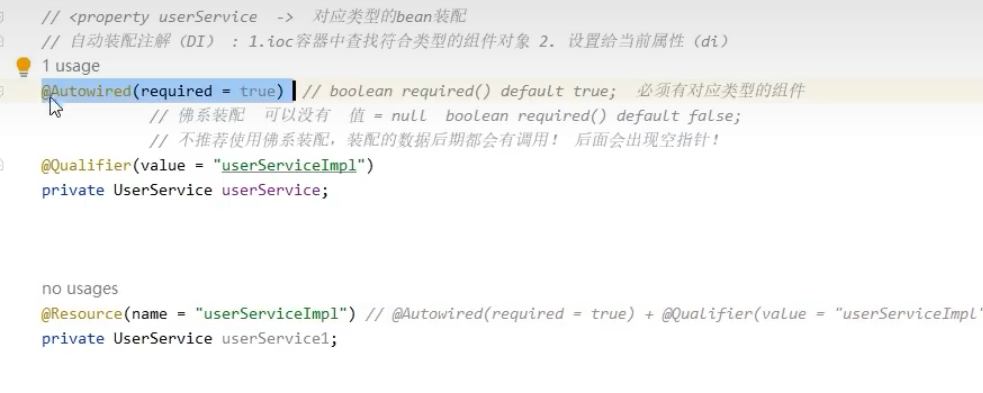 // <property userService  ->  对应类型的bean装配
// 自动装配注解（DI） : 1.ioc容器中查找符合类型的组件对象 2. 设置给当前属性（di）
1 usage
@Autowired(required = true) // boolean required() default true;  必须有对应类型的组件
// 佛系装配  可以没有  值 = null  boolean required() default false;
// 不推荐使用佛系装配，装配的数据后期都会有调用！ 后面会出现空指针！
@Qualifier(value = "userServiceImpl")
private UserService userService;
no usages
@Resource(name = "userServiceImpl") // @Autowired(required = true) + @Qualifier(value = "userServiceImpl"
private UserService userService1;